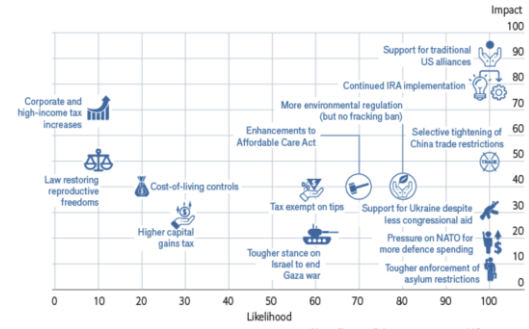 Impact
100
Support for traditional
US alliances
90
Continued IRA implementation
80
Corporate and
high-income tax
increases
70
More environmental regulation
(but no fracking ban)
60
Enhancements to
Affordable Care Act
Selective tightening of
China trade restrictions
50
TRADE
Law restoring
reproductive
freedoms
Cost-of-living controls
40
Tax exempt on tips
Support for Ukraine despite
less congressional aid
30
Higher capital
gains tax
Pressure on NATO for
more defence spending
20
Tougher stance on
Israel to end
Gaza war
Tougher enforcement of
asylum restrictions
10
0
0 10 20 30 40 50 60 70 80 90 100
Likelihood